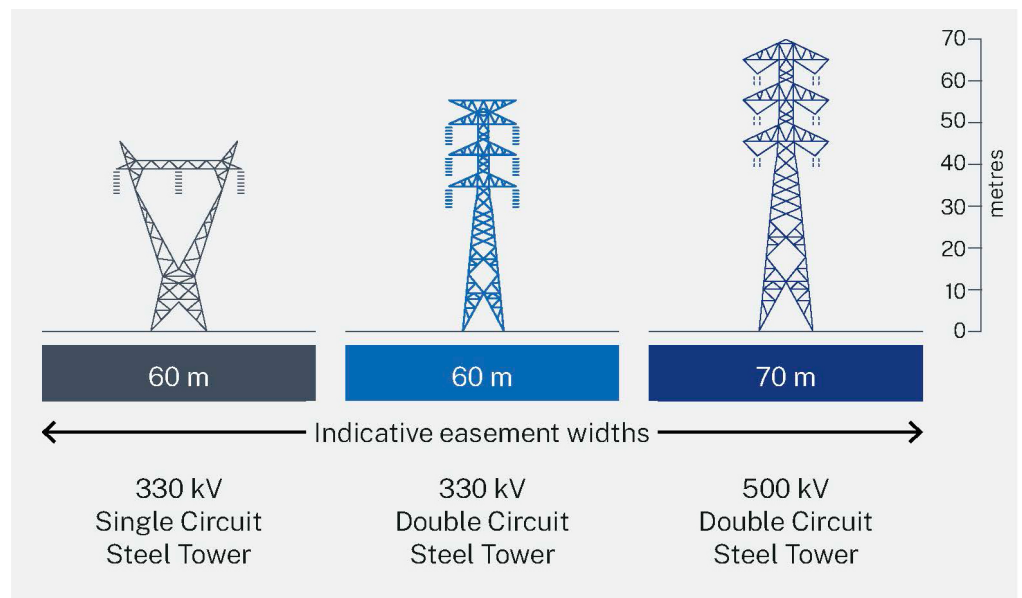 70
60
50
40
30
20
10
0
metres
60 m
60 m
70 m
Indicative easement widths
330 kV
Single Circuit
Steel Tower
330 kV
Double Circuit
Steel Tower
500 kV
Double Circuit
Steel Tower